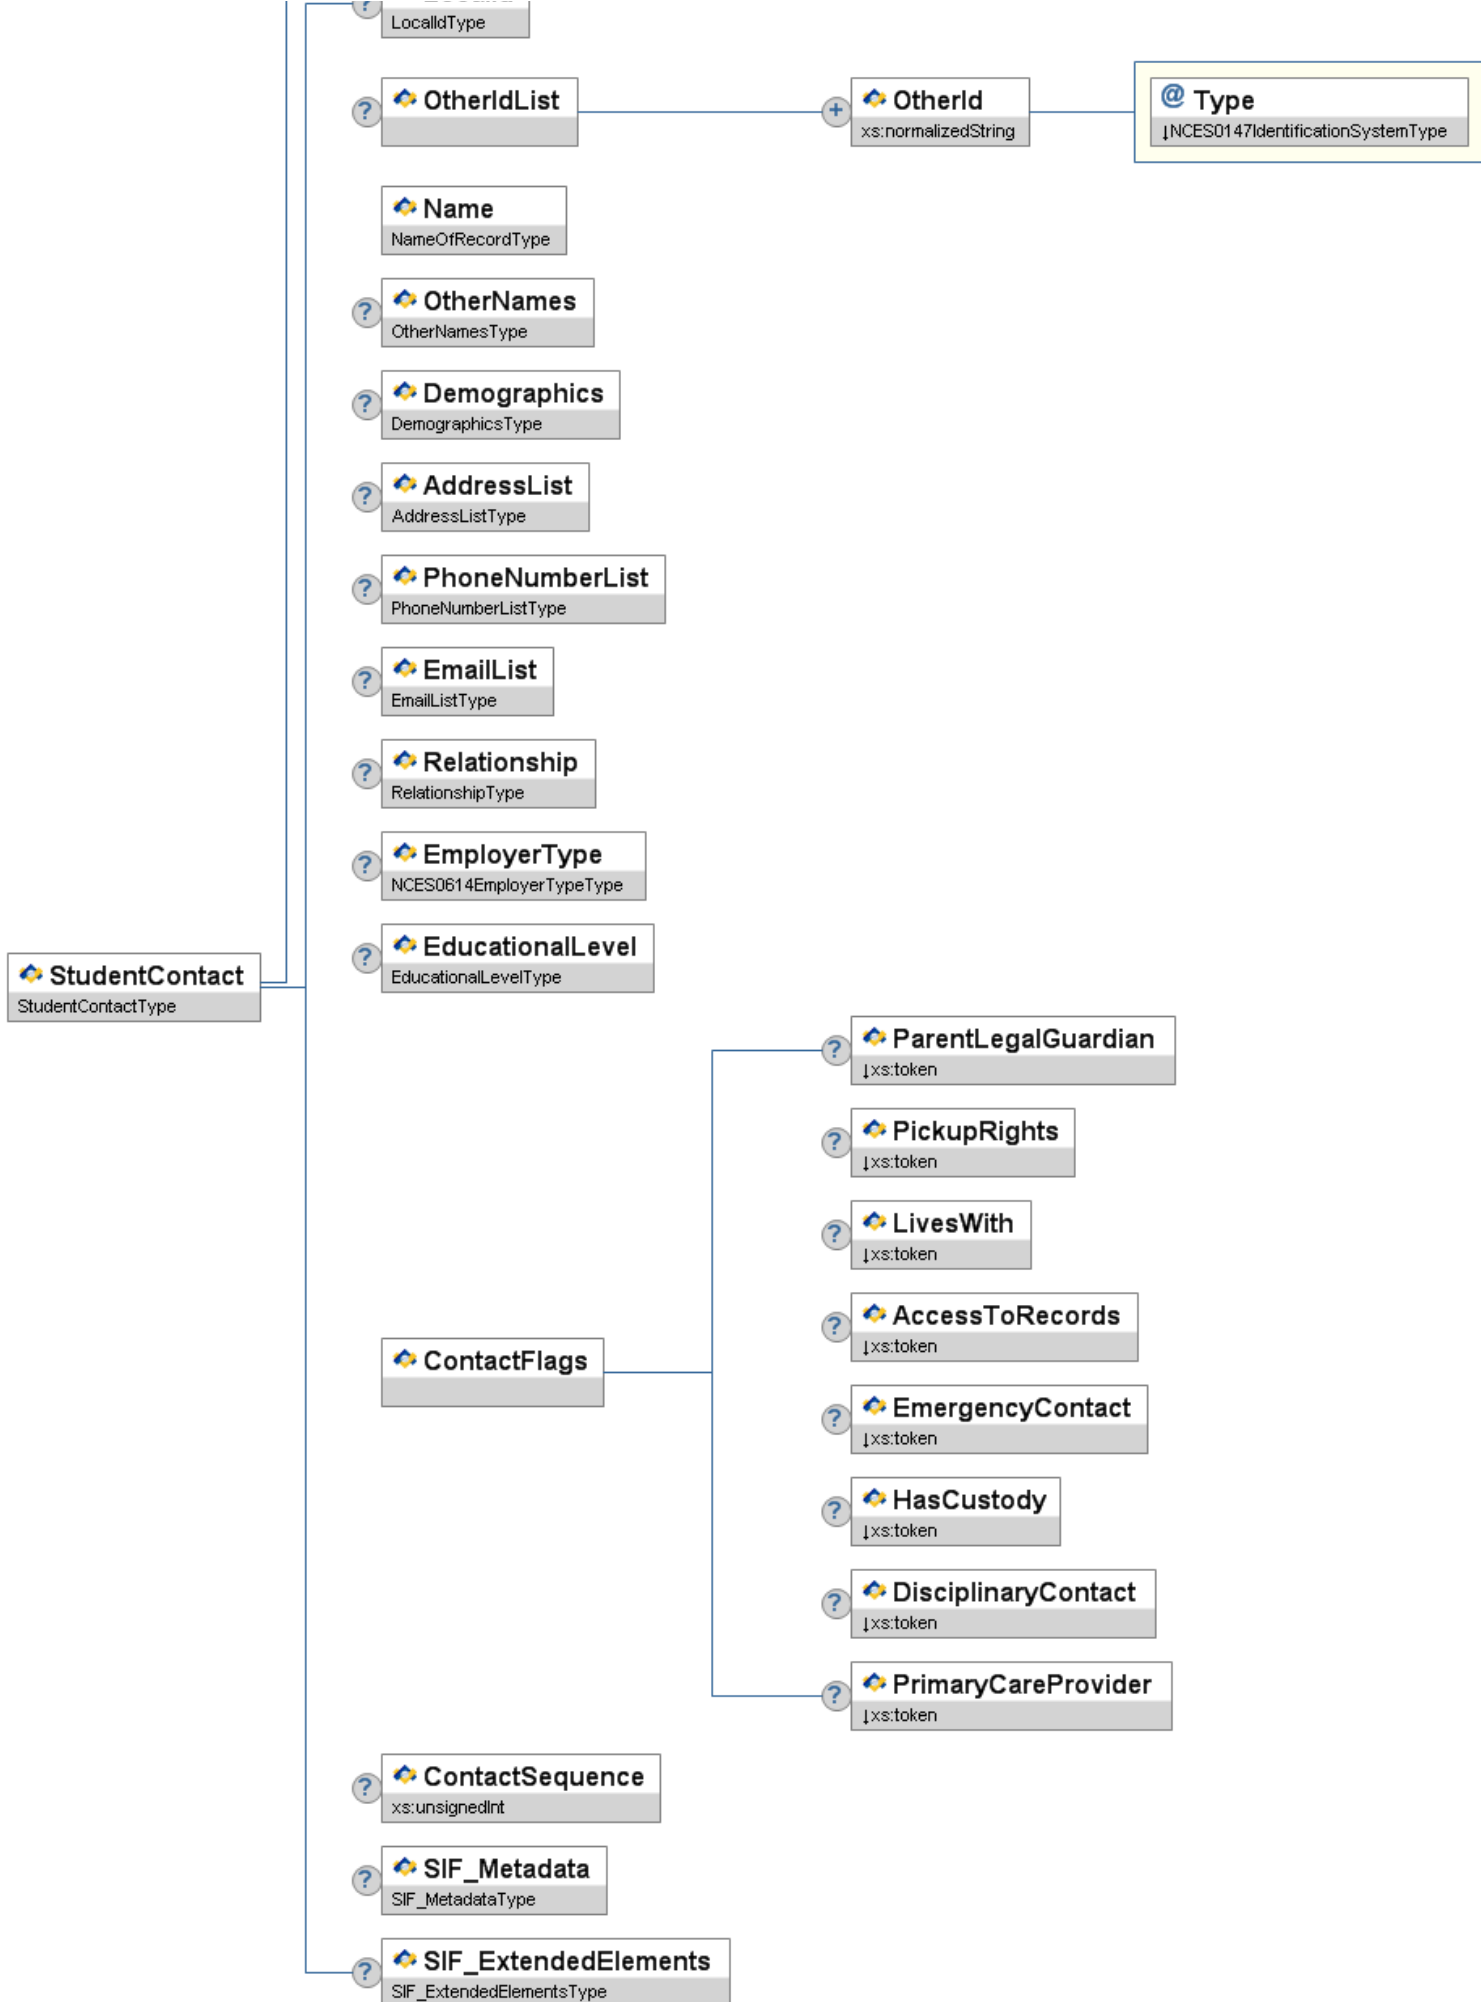 LocalIdType
?
OtherIdList
?
+
OtherId
xs:normalizedString
@ Type
↓NCES0147IdentificationSystemType
Name
NameOfRecordType
OtherNames
?
OtherNamesType
Demographics
?
DemographicsType
AddressList
?
AddressListType
PhoneNumberList
?
PhoneNumberListType
EmailList
?
EmailListType
Relationship
?
RelationshipType
EmployerType
?
NCES0614EmployerTypeType
EducationalLevel
?
EducationalLevelType
StudentContact
StudentContactType
ParentLegalGuardian
?
↓xs:token
PickupRights
?
↓xs:token
LivesWith
?
↓xs:token
AccessToRecords
?
↓xs:token
ContactFlags
EmergencyContact
?
↓xs:token
HasCustody
?
↓xs:token
DisciplinaryContact
?
↓xs:token
PrimaryCareProvider
?
↓xs:token
ContactSequence
?
xs:unsignedInt
SIF_Metadata
?
SIF_MetadataType
SIF_ExtendedElements
?
SIF_ExtendedElementsType